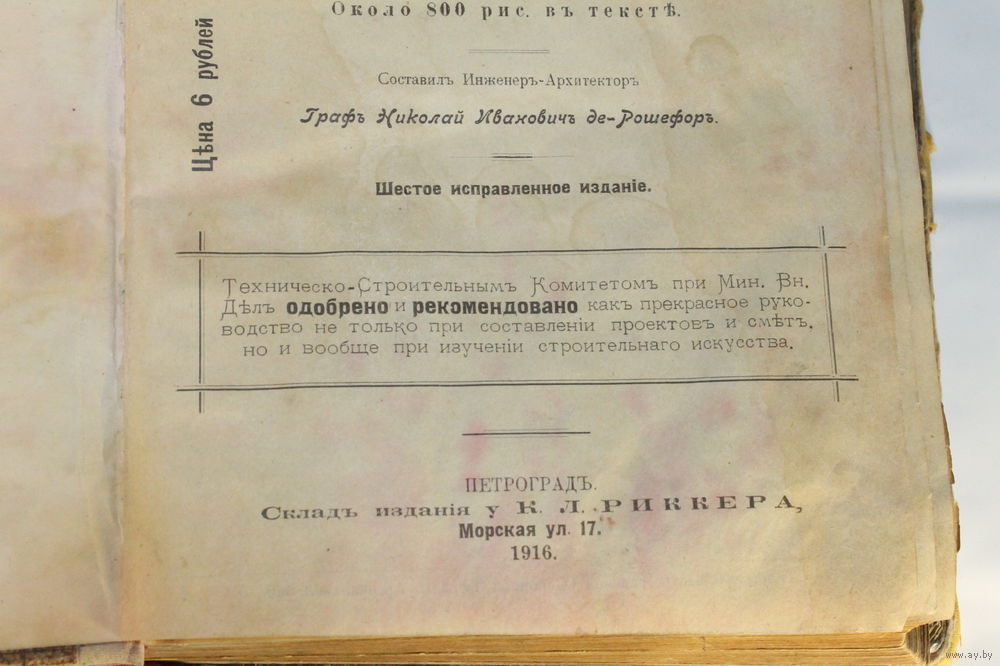 Около 800 рис. въ текстѣ.
Цѣна 6 рублей
Составилъ Инженеръ-Архитекторъ
Графъ Николай Ивановичъ де-Рошефоръ.
Шестое исправленное изданіе.
Техническо-Строительнымъ Комитетомъ при Мин. Вн.
Дѣлъ одобрено и рекомендовано какъ прекрасное руко-
водство не только при составленіи проектовъ и смѣтъ,
но и вообще при изученіи строительнаго искусства.
ПЕТРОГРАДЪ.
Складъ изданія у К. Л. РИККЕРА,
Морская ул. 17.
1916.
www.ay.by